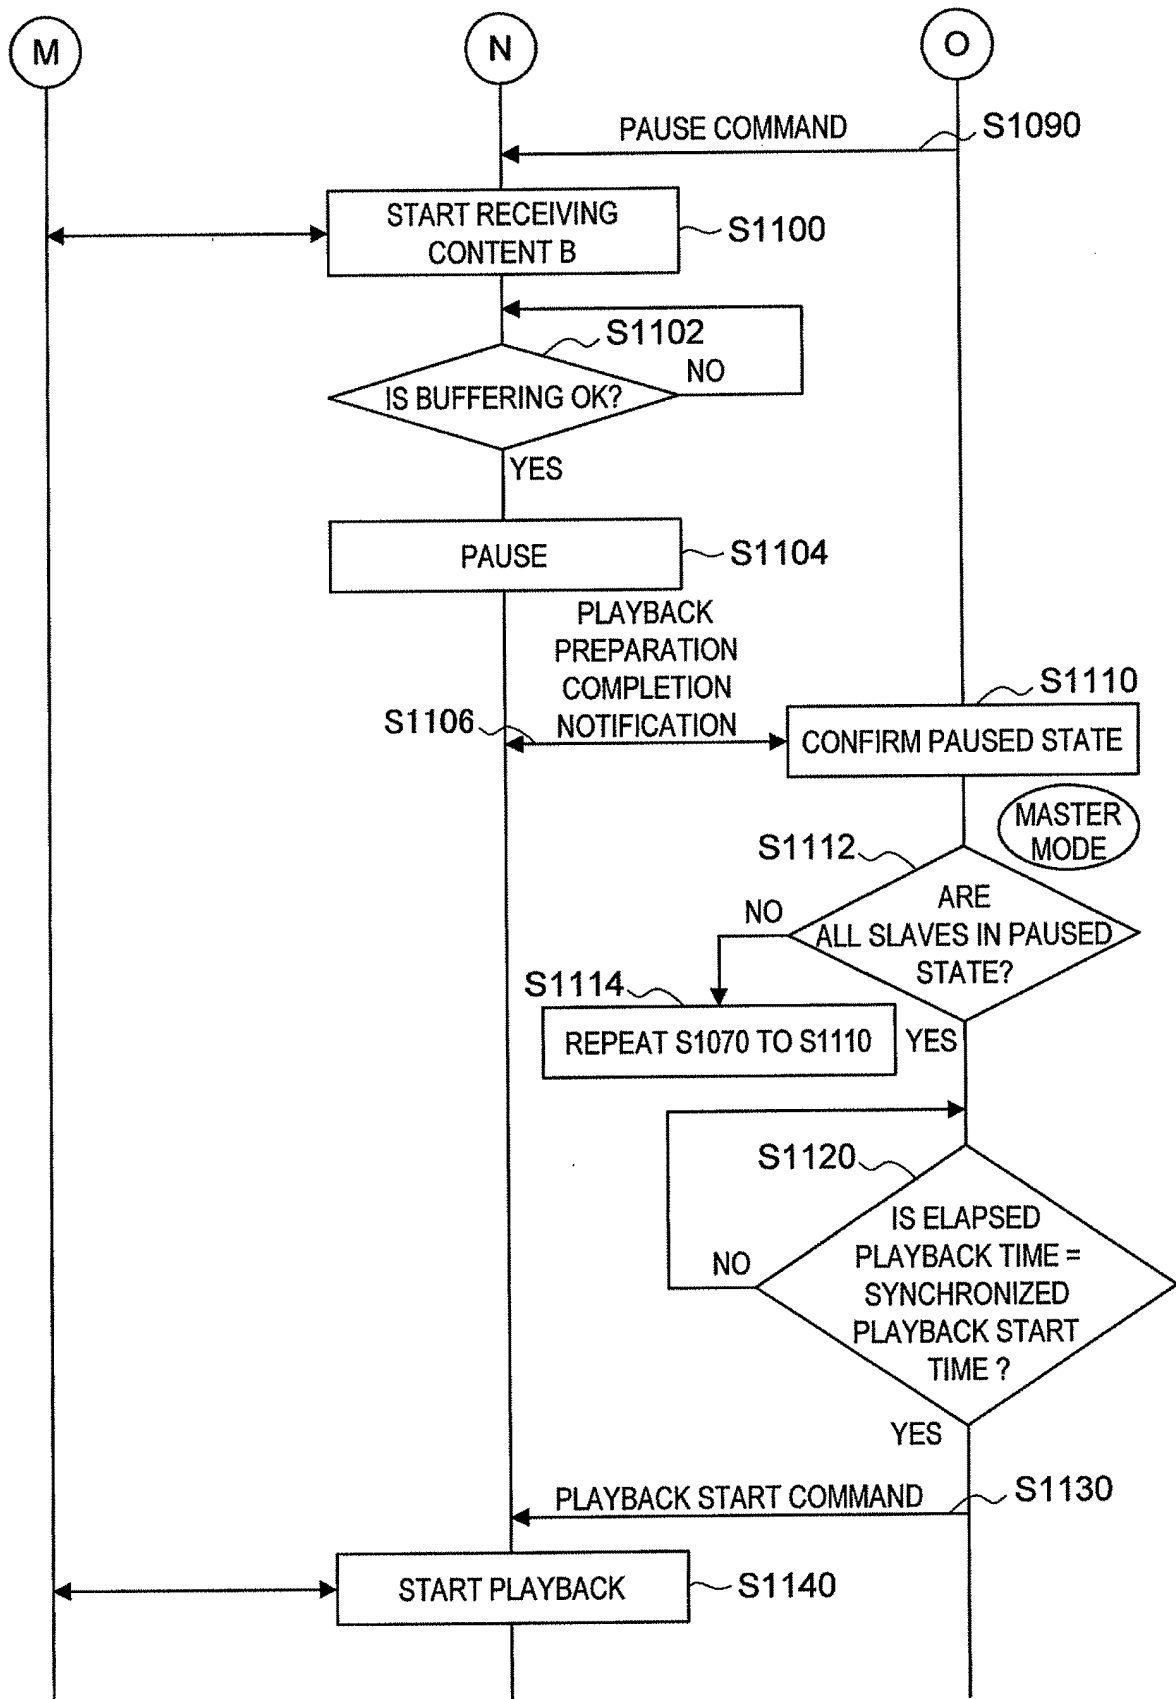 M
N
O
PAUSE COMMAND
S1090
START RECEIVING
CONTENT B
S1100
S1102
NO
IS BUFFERING OK?
YES
PAUSE
S1104
PLAYBACK
PREPARATION
COMPLETION
NOTIFICATION
S1106
S1110
CONFIRM PAUSED STATE
MASTER
MODE
S1112
ARE
ALL SLAVES IN PAUSED
STATE?
NO
S1114
REPEAT S1070 TO S1110
YES
S1120
IS ELAPSED
PLAYBACK TIME =
SYNCHRONIZED
PLAYBACK START
TIME ?
NO
YES
PLAYBACK START COMMAND
S1130
START PLAYBACK
S1140